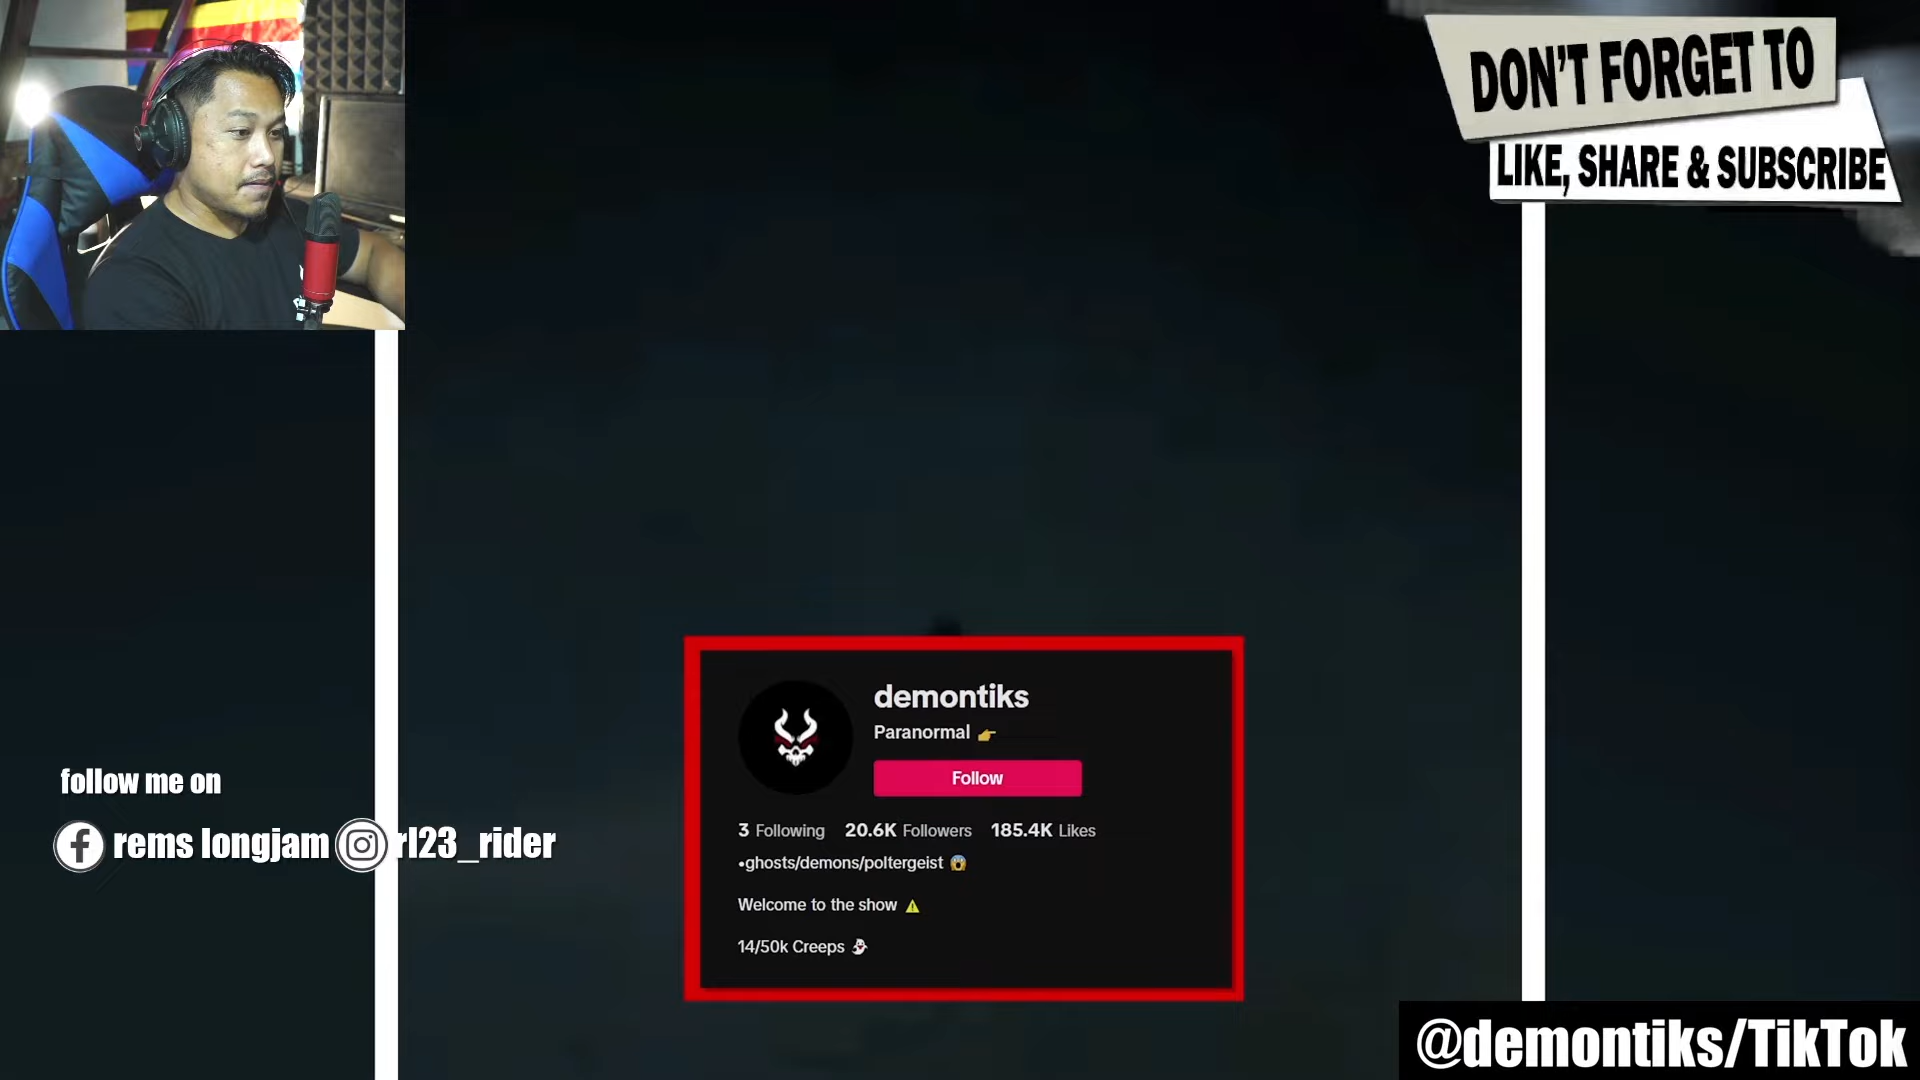 DON'T FORGET TO
LIKE, SHARE & SUBSCRIBE
demontiks
Paranormal 👉
Follow
3 Following 20.6K Followers 185.4K Likes
•ghosts/demons/poltergeist 😱
Welcome to the show ⚠️
14/50k Creeps 👻
follow me on
rems longjam rl23_rider
@demontiks/TikTok